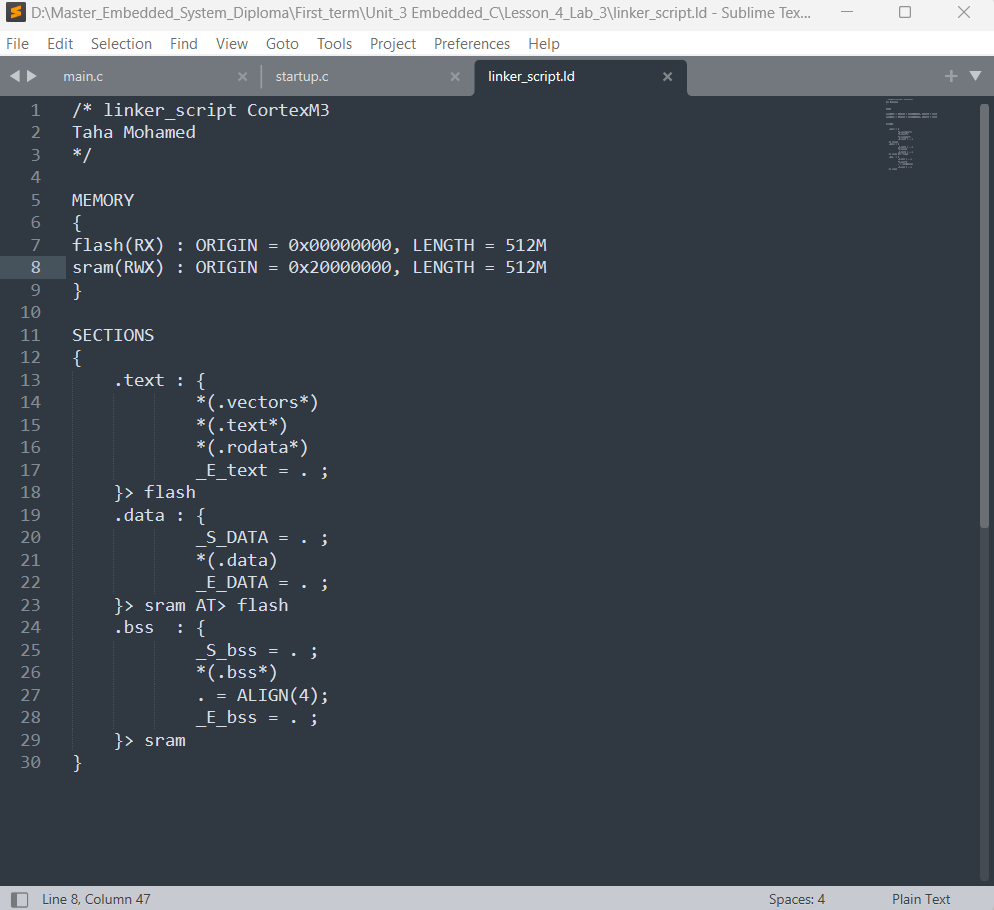 D:\Master_Embedded_System_Diploma\First_term\Unit_3 Embedded_C\Lesson_4_Lab_3\linker_script.ld - Sublime Tex...
File Edit Selection Find View Goto Tools Project Preferences Help
main.c startup.c linker_script.ld
1 /* linker_script CortexM3
2 Taha Mohamed
3 */
4
5 MEMORY
6 {
7 flash(RX) : ORIGIN = 0x00000000, LENGTH = 512M
8 sram(RWX) : ORIGIN = 0x20000000, LENGTH = 512M
9 }
10
11 SECTIONS
12 {
13 .text : {
14 *(.vectors*)
15 *(.text*)
16 *(.rodata*)
17 _E_text = . ;
18 }> flash
19 .data : {
20 _S_DATA = . ;
21 *(.data)
22 _E_DATA = . ;
23 }> sram AT> flash
24 .bss  : {
25 _S_bss = . ;
26 *(.bss*)
27 . = ALIGN(4);
28 _E_bss = . ;
29 }> sram
30 }
Line 8, Column 47 Spaces: 4 Plain Text